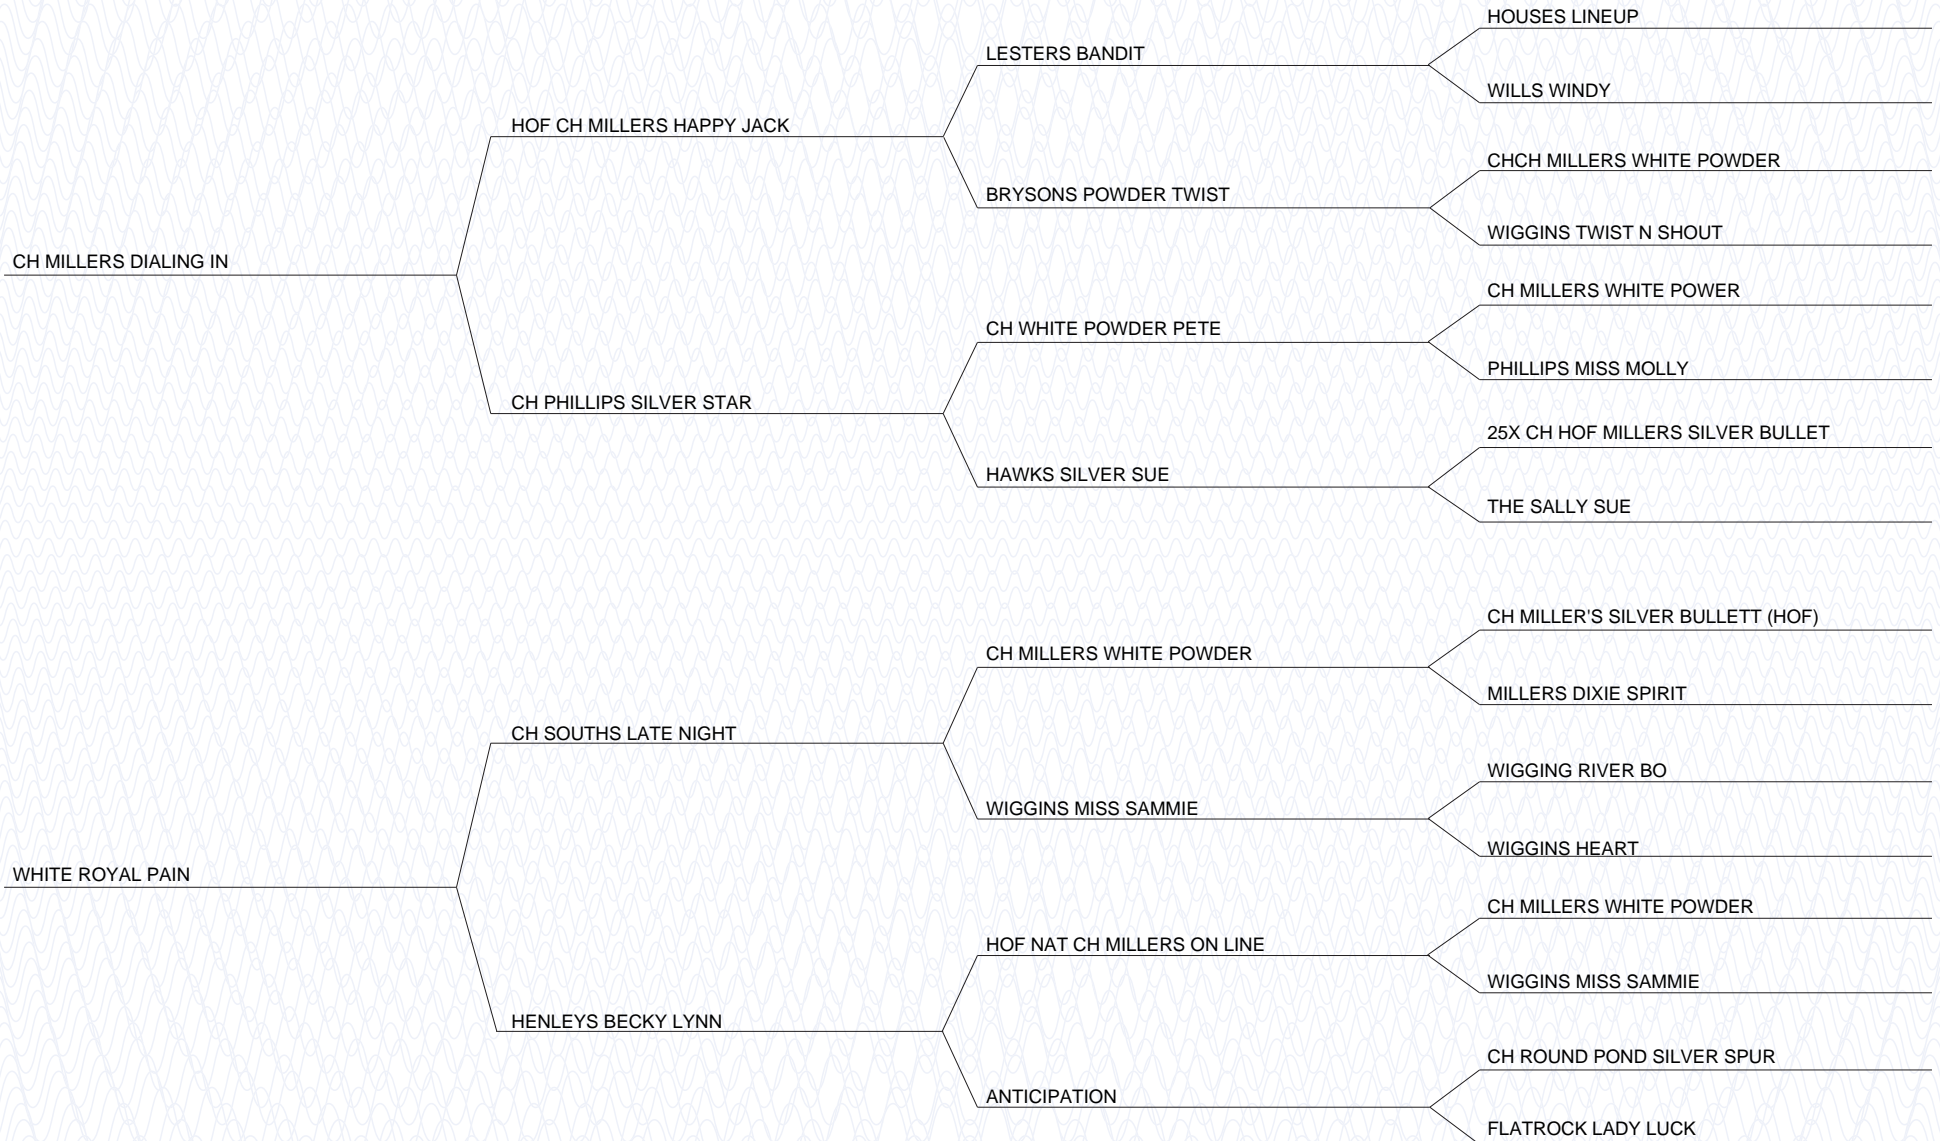 HOUSES LINEUP
LESTERS BANDIT
WILLS WINDY
HOF CH MILLERS HAPPY JACK
CHCH MILLERS WHITE POWDER
BRYSONS POWDER TWIST
WIGGINS TWIST N SHOUT
CH MILLERS DIALING IN
CH MILLERS WHITE POWER
CH WHITE POWDER PETE
PHILLIPS MISS MOLLY
CH PHILLIPS SILVER STAR
25X CH HOF MILLERS SILVER BULLET
HAWKS SILVER SUE
THE SALLY SUE
CH MILLER'S SILVER BULLETT (HOF)
CH MILLERS WHITE POWDER
MILLERS DIXIE SPIRIT
CH SOUTHS LATE NIGHT
WIGGING RIVER BO
WIGGINS MISS SAMMIE
WIGGINS HEART
WHITE ROYAL PAIN
CH MILLERS WHITE POWDER
HOF NAT CH MILLERS ON LINE
WIGGINS MISS SAMMIE
HENLEYS BECKY LYNN
CH ROUND POND SILVER SPUR
ANTICIPATION
FLATROCK LADY LUCK